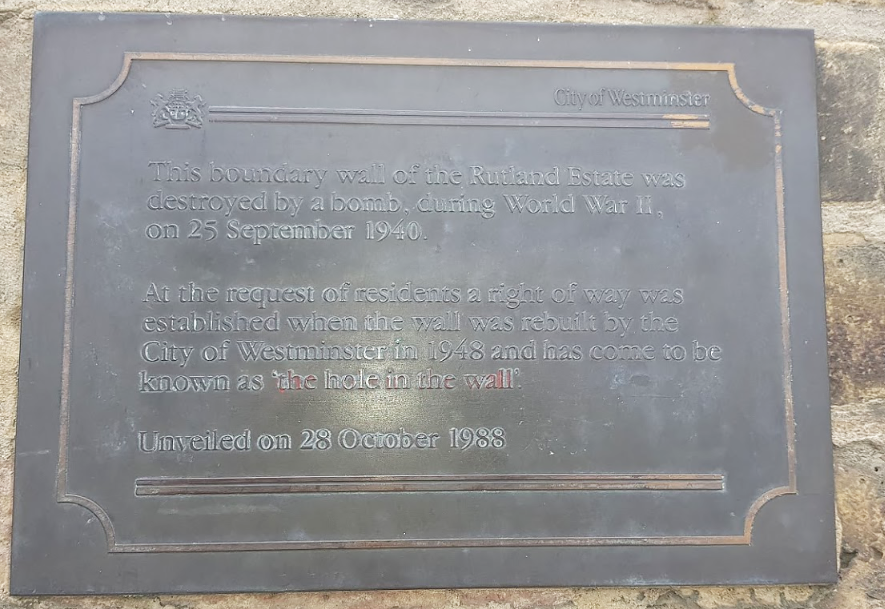 City of Westminster
This boundary wall of the Rutland Estate was
destroyed by a bomb, during World War II,
on 25 September 1940.
At the request of residents a right of way was
established when the wall was rebuilt by the
City of Westminster in 1948 and has come to be
known as 'the hole in the wall'.
Unveiled on 28 October 1988